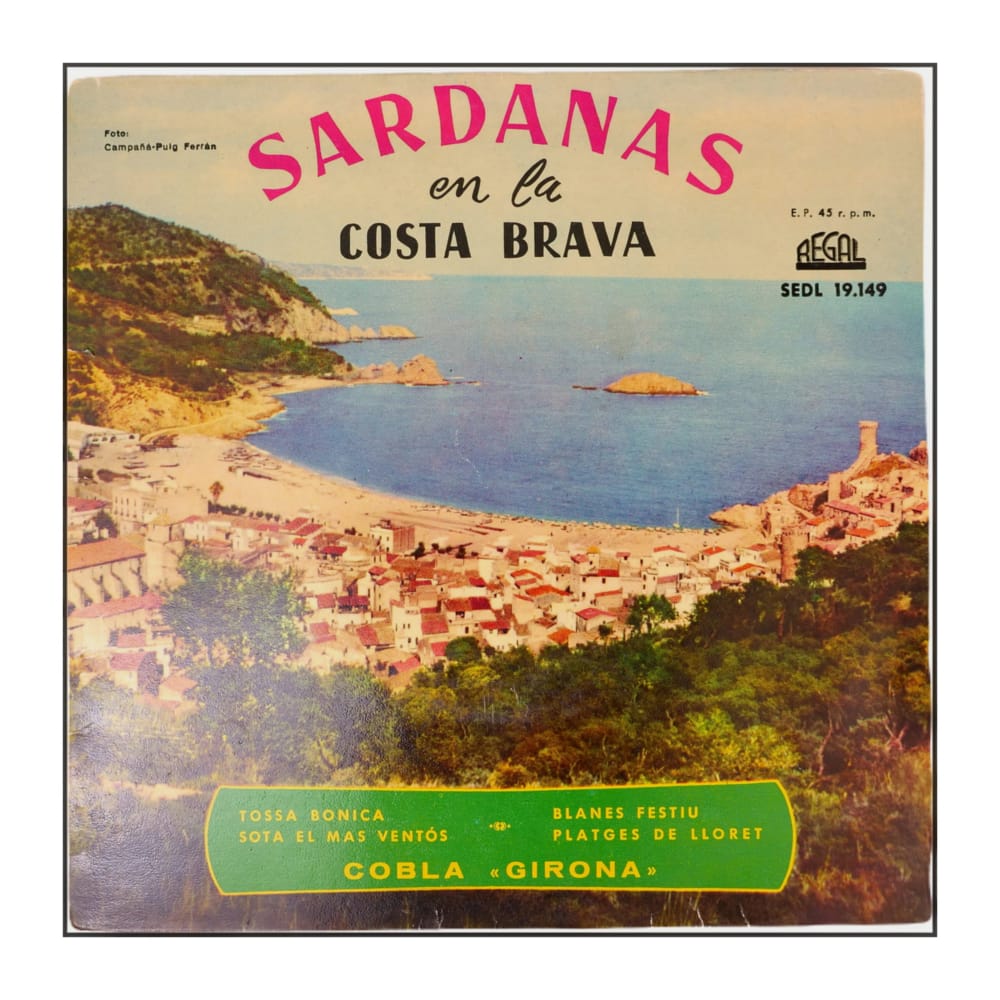 Foto:
Campañá-Puig Ferrán
SARDANAS
en la
COSTA BRAVA
E.P. 45 r.p.m.
REGAL
SEDL 19.149
TOSSA BONICA
SOTA EL MAS VENTÓS
BLANES FESTIU
PLATGES DE LLORET
COBLA «GIRONA»